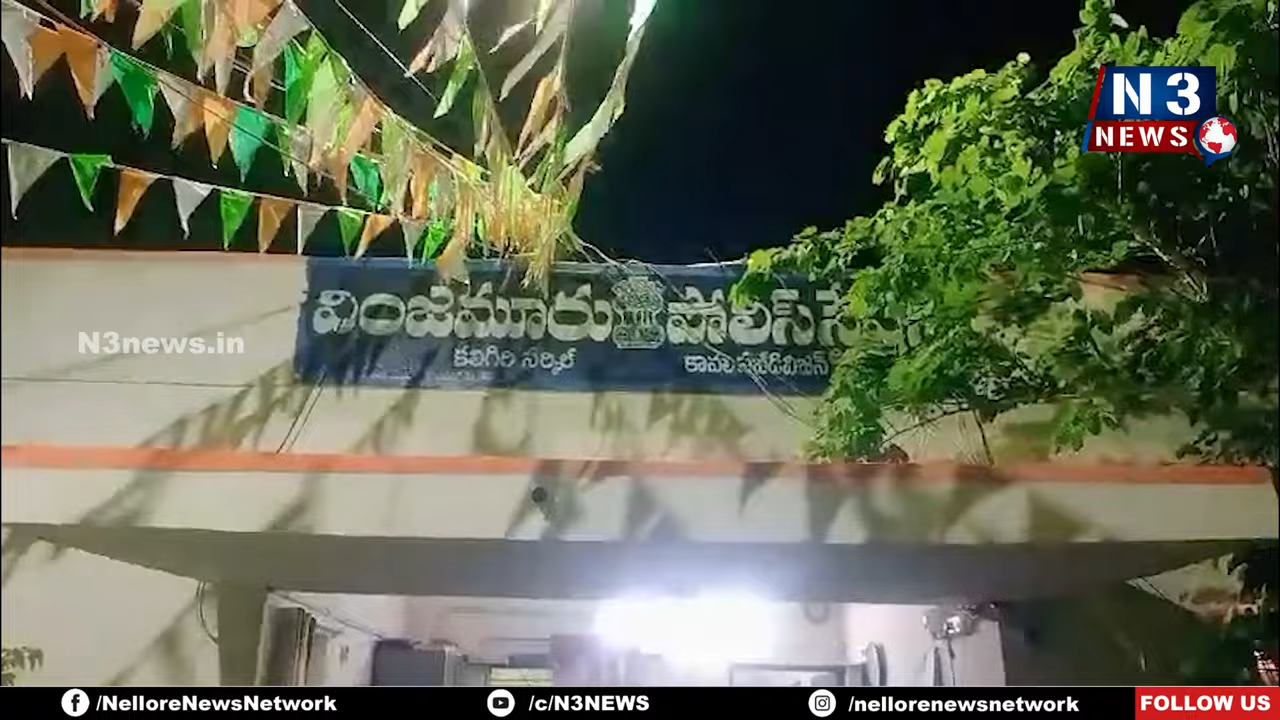 N3
NEWS
వింజమూరు పోలిస్
కలిగిరి సర్కిల్
N3news.in
/NelloreNewsNetwork
/c/N3NEWS
/nellorenewsnetwork
FOLLOW US